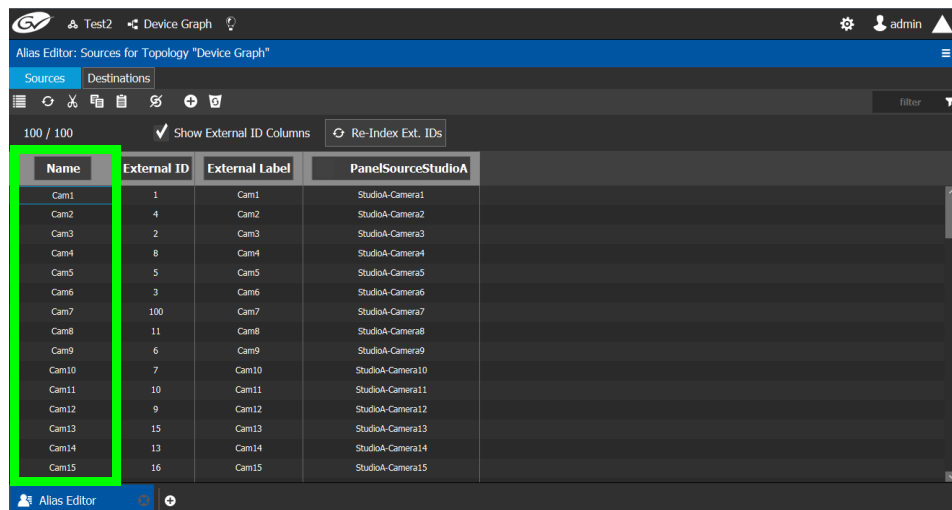 GV Test2 Device Graph admin
Alias Editor: Sources for Topology "Device Graph"
Sources Destinations
filter
100 / 100 Show External ID Columns Re-Index Ext. IDs
Name External ID External Label PanelSourceStudioA
Cam1 1 Cam1 StudioA-Camera1
Cam2 4 Cam2 StudioA-Camera2
Cam3 2 Cam3 StudioA-Camera3
Cam4 8 Cam4 StudioA-Camera4
Cam5 5 Cam5 StudioA-Camera5
Cam6 3 Cam6 StudioA-Camera6
Cam7 100 Cam7 StudioA-Camera7
Cam8 11 Cam8 StudioA-Camera8
Cam9 6 Cam9 StudioA-Camera9
Cam10 7 Cam10 StudioA-Camera10
Cam11 10 Cam11 StudioA-Camera11
Cam12 9 Cam12 StudioA-Camera12
Cam13 15 Cam13 StudioA-Camera13
Cam14 13 Cam14 StudioA-Camera14
Cam15 16 Cam15 StudioA-Camera15
Alias Editor